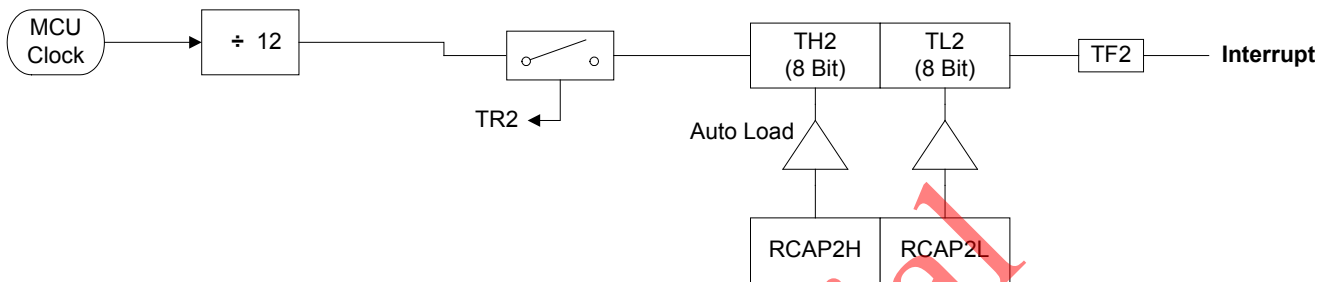 MCU
Clock
÷ 12
TR2
TH2
(8 Bit)
TL2
(8 Bit)
TF2
Interrupt
Auto Load
RCAP2H
RCAP2L